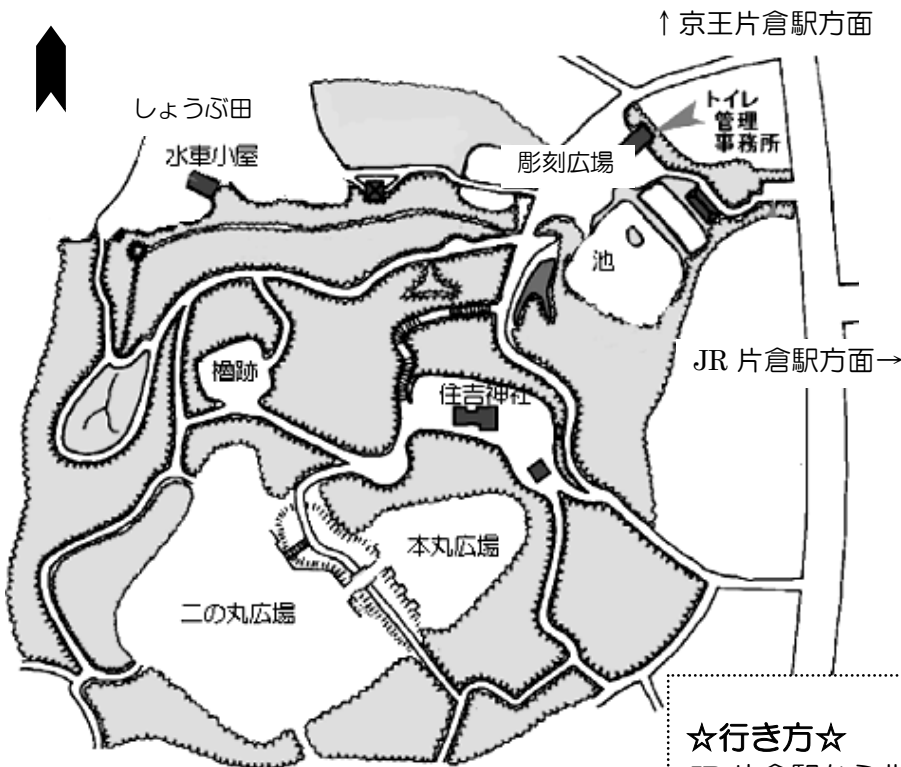 ↑京王片倉駅方面
しょうぶ田
水車小屋
トイレ
管理
事務所
彫刻広場
池
櫓跡
JR 片倉駅方面→
住吉神社
本丸広場
二の丸広場
☆行き方☆